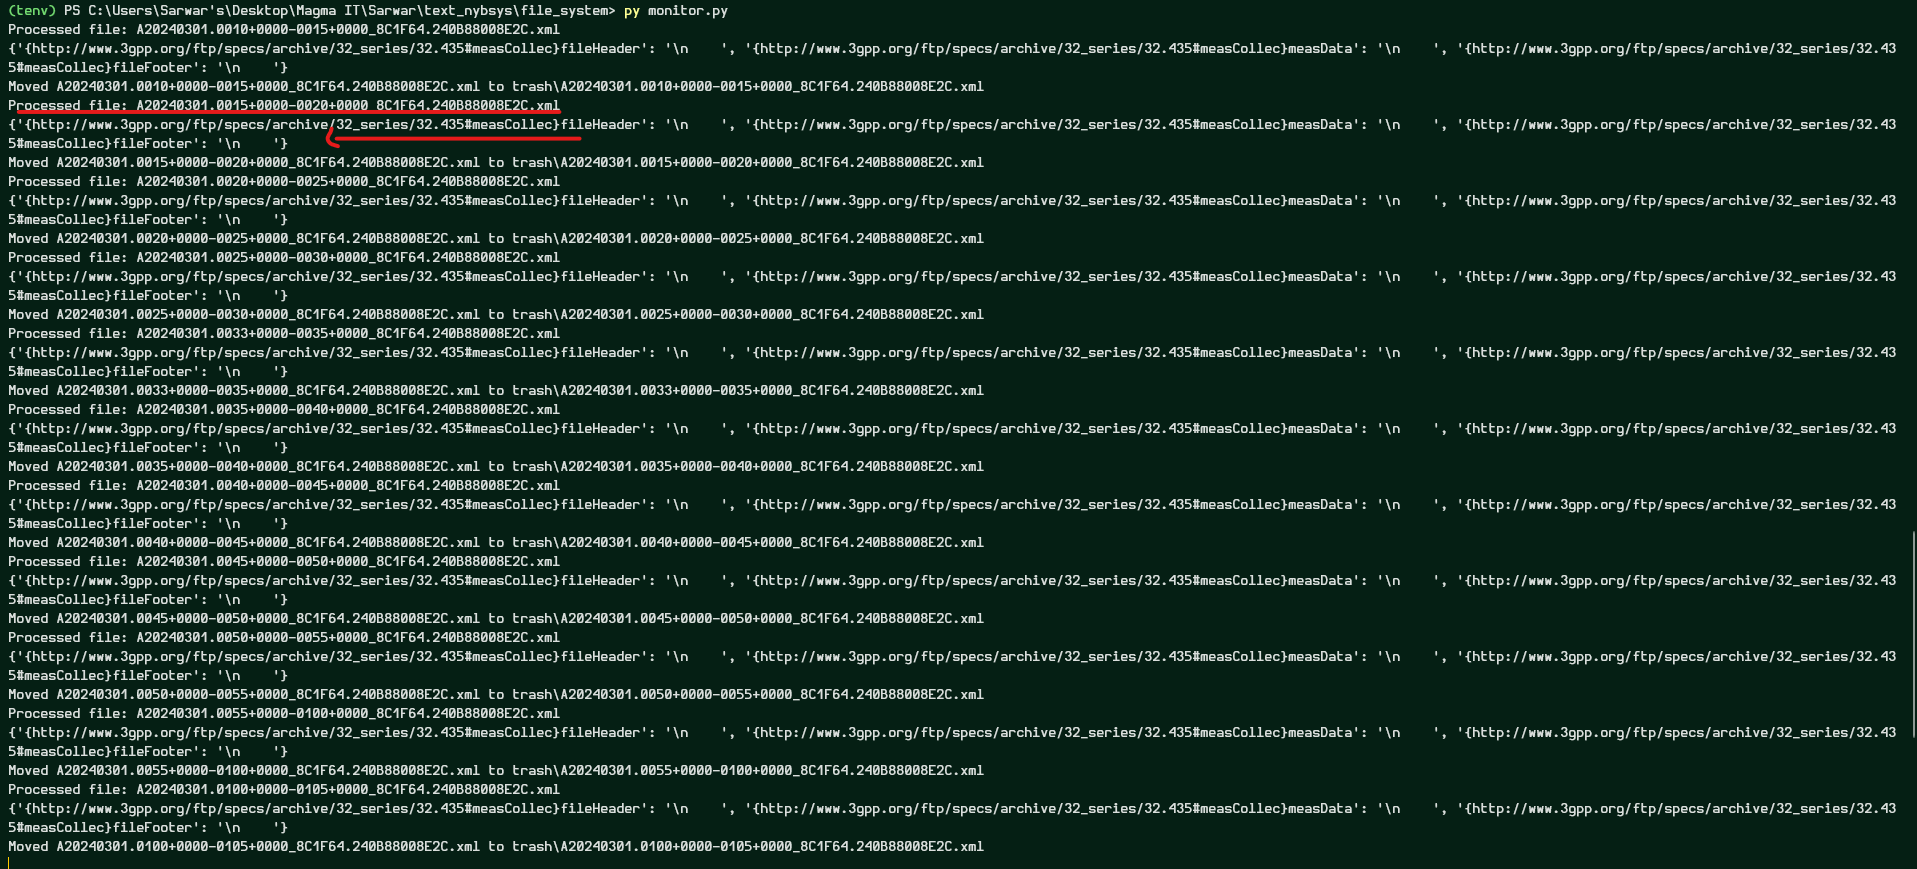 (tenv) PS C:\Users\Sarwar's\Desktop\Magma IT\Sarwar\text_nybsys\file_system> py monitor.py
Processed file: A20240301.0010+0000-0015+0000_8C1F64.240B88008E2C.xml
{'{http://www.3gpp.org/ftp/specs/archive/32_series/32.435#measCollec}fileHeader': '\n    ', '{http://www.3gpp.org/ftp/specs/archive/32_series/32.435#measCollec}measData': '\n    ', '{http://www.3gpp.org/ftp/specs/archive/32_series/32.43
5#measCollec}fileFooter': '\n    '}
Moved A20240301.0010+0000-0015+0000_8C1F64.240B88008E2C.xml to trash\A20240301.0010+0000-0015+0000_8C1F64.240B88008E2C.xml
Processed file: A20240301.0015+0000-0020+0000_8C1F64.240B88008E2C.xml
{'{http://www.3gpp.org/ftp/specs/archive/32_series/32.435#measCollec}fileHeader': '\n    ', '{http://www.3gpp.org/ftp/specs/archive/32_series/32.435#measCollec}measData': '\n    ', '{http://www.3gpp.org/ftp/specs/archive/32_series/32.43
5#measCollec}fileFooter': '\n    '}
Moved A20240301.0015+0000-0020+0000_8C1F64.240B88008E2C.xml to trash\A20240301.0015+0000-0020+0000_8C1F64.240B88008E2C.xml
Processed file: A20240301.0020+0000-0025+0000_8C1F64.240B88008E2C.xml
{'{http://www.3gpp.org/ftp/specs/archive/32_series/32.435#measCollec}fileHeader': '\n    ', '{http://www.3gpp.org/ftp/specs/archive/32_series/32.435#measCollec}measData': '\n    ', '{http://www.3gpp.org/ftp/specs/archive/32_series/32.43
5#measCollec}fileFooter': '\n    '}
Moved A20240301.0020+0000-0025+0000_8C1F64.240B88008E2C.xml to trash\A20240301.0020+0000-0025+0000_8C1F64.240B88008E2C.xml
Processed file: A20240301.0025+0000-0030+0000_8C1F64.240B88008E2C.xml
{'{http://www.3gpp.org/ftp/specs/archive/32_series/32.435#measCollec}fileHeader': '\n    ', '{http://www.3gpp.org/ftp/specs/archive/32_series/32.435#measCollec}measData': '\n    ', '{http://www.3gpp.org/ftp/specs/archive/32_series/32.43
5#measCollec}fileFooter': '\n    '}
Moved A20240301.0025+0000-0030+0000_8C1F64.240B88008E2C.xml to trash\A20240301.0025+0000-0030+0000_8C1F64.240B88008E2C.xml
Processed file: A20240301.0033+0000-0035+0000_8C1F64.240B88008E2C.xml
{'{http://www.3gpp.org/ftp/specs/archive/32_series/32.435#measCollec}fileHeader': '\n    ', '{http://www.3gpp.org/ftp/specs/archive/32_series/32.435#measCollec}measData': '\n    ', '{http://www.3gpp.org/ftp/specs/archive/32_series/32.43
5#measCollec}fileFooter': '\n    '}
Moved A20240301.0033+0000-0035+0000_8C1F64.240B88008E2C.xml to trash\A20240301.0033+0000-0035+0000_8C1F64.240B88008E2C.xml
Processed file: A20240301.0035+0000-0040+0000_8C1F64.240B88008E2C.xml
{'{http://www.3gpp.org/ftp/specs/archive/32_series/32.435#measCollec}fileHeader': '\n    ', '{http://www.3gpp.org/ftp/specs/archive/32_series/32.435#measCollec}measData': '\n    ', '{http://www.3gpp.org/ftp/specs/archive/32_series/32.43
5#measCollec}fileFooter': '\n    '}
Moved A20240301.0035+0000-0040+0000_8C1F64.240B88008E2C.xml to trash\A20240301.0035+0000-0040+0000_8C1F64.240B88008E2C.xml
Processed file: A20240301.0040+0000-0045+0000_8C1F64.240B88008E2C.xml
{'{http://www.3gpp.org/ftp/specs/archive/32_series/32.435#measCollec}fileHeader': '\n    ', '{http://www.3gpp.org/ftp/specs/archive/32_series/32.435#measCollec}measData': '\n    ', '{http://www.3gpp.org/ftp/specs/archive/32_series/32.43
5#measCollec}fileFooter': '\n    '}
Moved A20240301.0040+0000-0045+0000_8C1F64.240B88008E2C.xml to trash\A20240301.0040+0000-0045+0000_8C1F64.240B88008E2C.xml
Processed file: A20240301.0045+0000-0050+0000_8C1F64.240B88008E2C.xml
{'{http://www.3gpp.org/ftp/specs/archive/32_series/32.435#measCollec}fileHeader': '\n    ', '{http://www.3gpp.org/ftp/specs/archive/32_series/32.435#measCollec}measData': '\n    ', '{http://www.3gpp.org/ftp/specs/archive/32_series/32.43
5#measCollec}fileFooter': '\n    '}
Moved A20240301.0045+0000-0050+0000_8C1F64.240B88008E2C.xml to trash\A20240301.0045+0000-0050+0000_8C1F64.240B88008E2C.xml
Processed file: A20240301.0050+0000-0055+0000_8C1F64.240B88008E2C.xml
{'{http://www.3gpp.org/ftp/specs/archive/32_series/32.435#measCollec}fileHeader': '\n    ', '{http://www.3gpp.org/ftp/specs/archive/32_series/32.435#measCollec}measData': '\n    ', '{http://www.3gpp.org/ftp/specs/archive/32_series/32.43
5#measCollec}fileFooter': '\n    '}
Moved A20240301.0050+0000-0055+0000_8C1F64.240B88008E2C.xml to trash\A20240301.0050+0000-0055+0000_8C1F64.240B88008E2C.xml
Processed file: A20240301.0055+0000-0100+0000_8C1F64.240B88008E2C.xml
{'{http://www.3gpp.org/ftp/specs/archive/32_series/32.435#measCollec}fileHeader': '\n    ', '{http://www.3gpp.org/ftp/specs/archive/32_series/32.435#measCollec}measData': '\n    ', '{http://www.3gpp.org/ftp/specs/archive/32_series/32.43
5#measCollec}fileFooter': '\n    '}
Moved A20240301.0055+0000-0100+0000_8C1F64.240B88008E2C.xml to trash\A20240301.0055+0000-0100+0000_8C1F64.240B88008E2C.xml
Processed file: A20240301.0100+0000-0105+0000_8C1F64.240B88008E2C.xml
{'{http://www.3gpp.org/ftp/specs/archive/32_series/32.435#measCollec}fileHeader': '\n    ', '{http://www.3gpp.org/ftp/specs/archive/32_series/32.435#measCollec}measData': '\n    ', '{http://www.3gpp.org/ftp/specs/archive/32_series/32.43
5#measCollec}fileFooter': '\n    '}
Moved A20240301.0100+0000-0105+0000_8C1F64.240B88008E2C.xml to trash\A20240301.0100+0000-0105+0000_8C1F64.240B88008E2C.xml